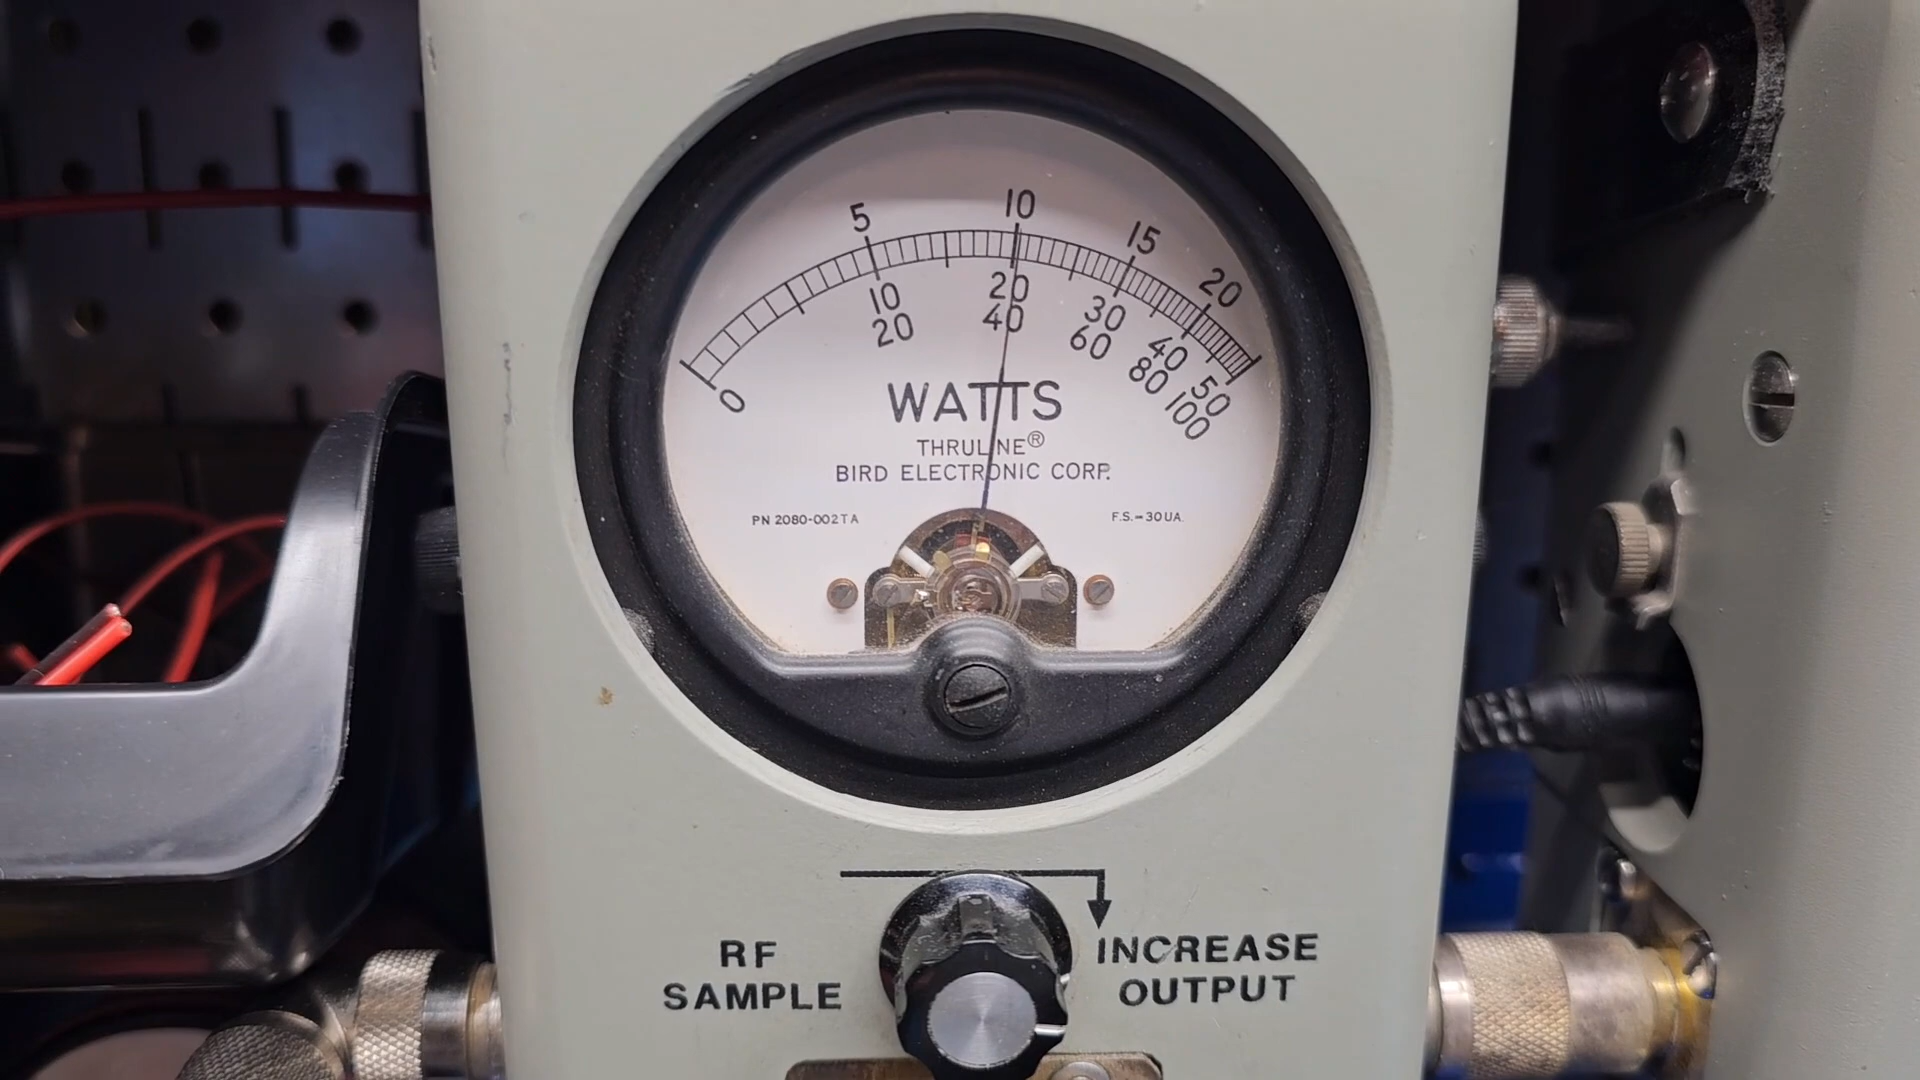 5 10 15 20
0 10 20 30 40 50
20 40 60 80 100
WATTS
THRULINE®
BIRD ELECTRONIC CORP.
PN 2080-002TA F.S.=30UA.
RF SAMPLE
INCREASE OUTPUT